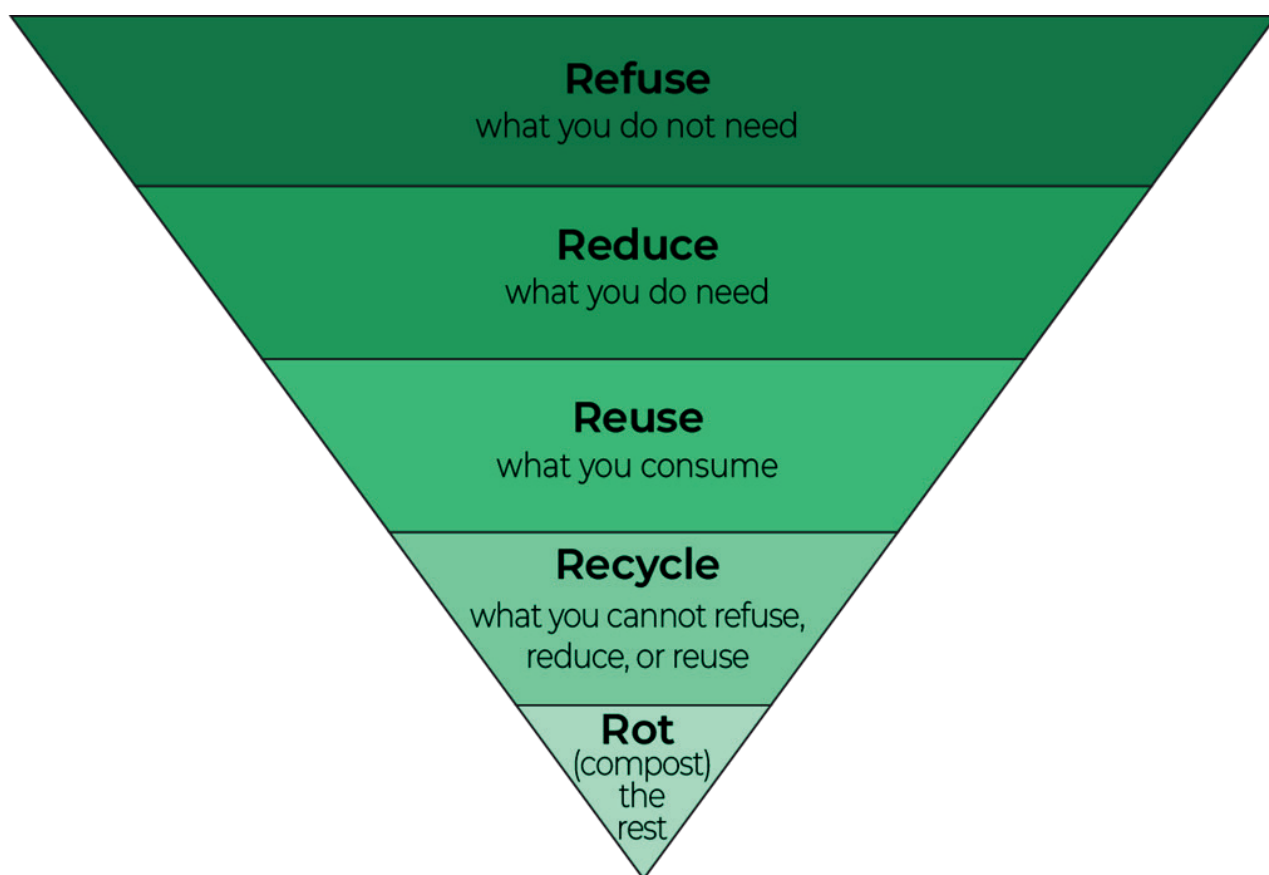 Refuse
what you do not need
Reduce
what you do need
Reuse
what you consume
Recycle
what you cannot refuse,
reduce, or reuse
Rot
(compost)
the
rest